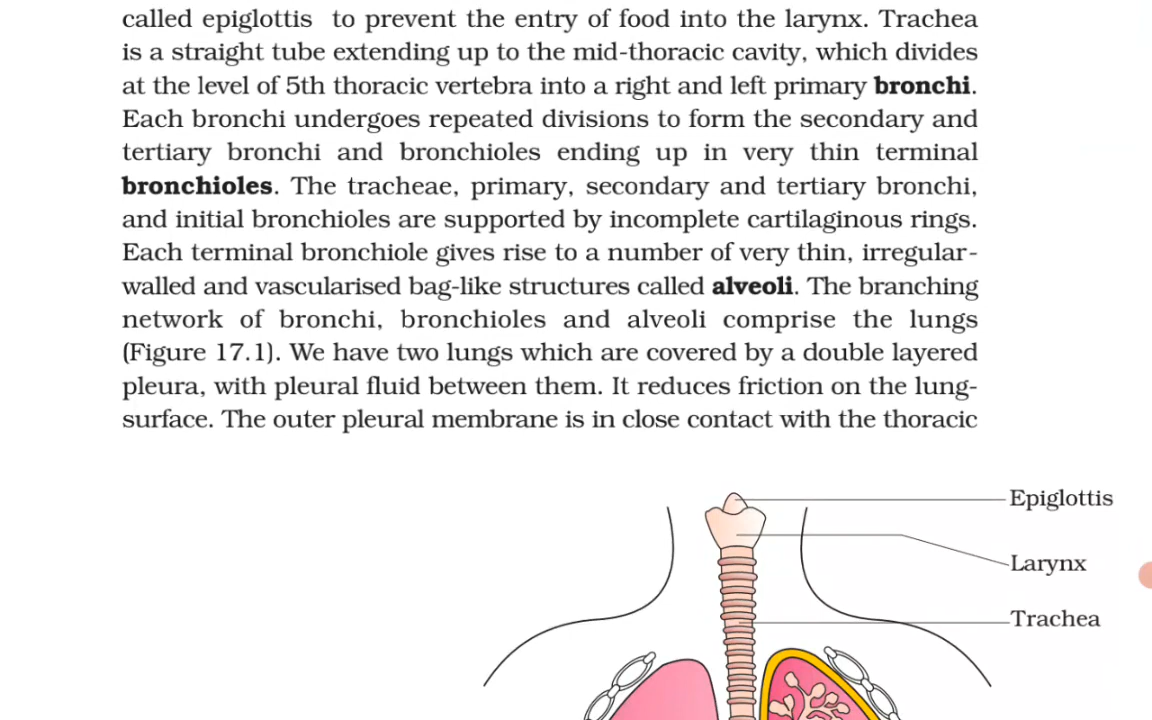 called epiglottis to prevent the entry of food into the larynx. Trachea
is a straight tube extending up to the mid-thoracic cavity, which divides
at the level of 5th thoracic vertebra into a right and left primary bronchi.
Each bronchi undergoes repeated divisions to form the secondary and
tertiary bronchi and bronchioles ending up in very thin terminal
bronchioles. The tracheae, primary, secondary and tertiary bronchi,
and initial bronchioles are supported by incomplete cartilaginous rings.
Each terminal bronchiole gives rise to a number of very thin, irregular-
walled and vascularised bag-like structures called alveoli. The branching
network of bronchi, bronchioles and alveoli comprise the lungs
(Figure 17.1). We have two lungs which are covered by a double layered
pleura, with pleural fluid between them. It reduces friction on the lung-
surface. The outer pleural membrane is in close contact with the thoracic
Epiglottis
Larynx
Trachea